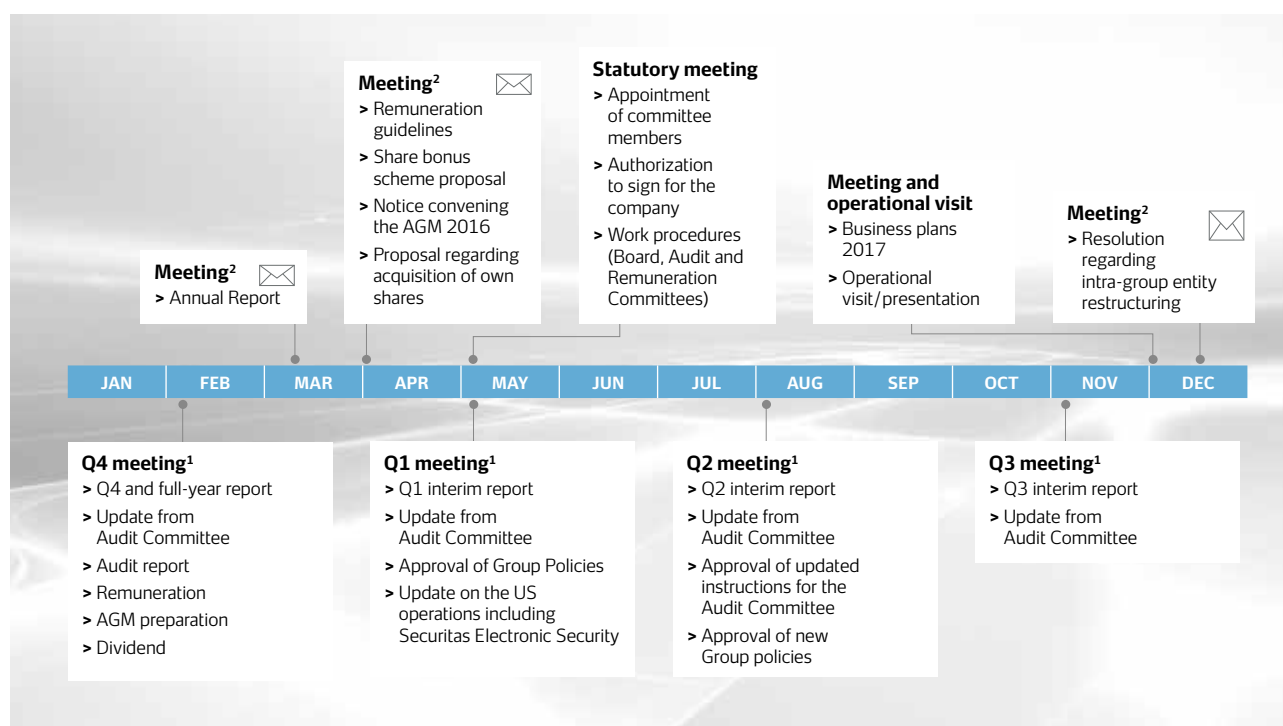 Meeting²
> Annual Report
Meeting²
> Remuneration
guidelines
> Share bonus
scheme proposal
> Notice convening
the AGM 2016
> Proposal regarding
acquisition of own
shares
Statutory meeting
> Appointment
of committee
members
> Authorization
to sign for the
company
> Work procedures
(Board, Audit and
Remuneration
Committees)
Meeting and
operational visit
> Business plans
2017
> Operational
visit/presentation
Meeting²
> Resolution
regarding
intra-group entity
restructuring
JAN FEB MAR APR MAY JUN JUL AUG SEP OCT NOV DEC
Q4 meeting¹
> Q4 and full-year report
> Update from
Audit Committee
> Audit report
> Remuneration
> AGM preparation
> Dividend
Q1 meeting¹
> Q1 interim report
> Update from
Audit Committee
> Approval of Group Policies
> Update on the US
operations including
Securitas Electronic Security
Q2 meeting¹
> Q2 interim report
> Update from
Audit Committee
> Approval of updated
instructions for the
Audit Committee
> Approval of new
Group policies
Q3 meeting¹
> Q3 interim report
> Update from
Audit Committee